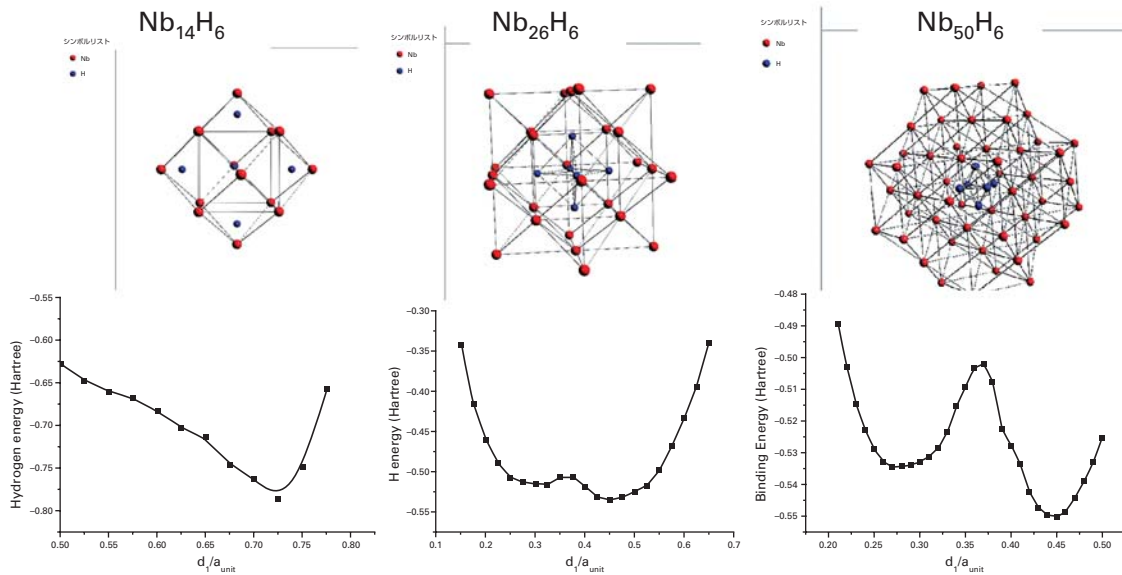 Nb₁₄H₆
シンボルリスト
Nb
H
Nb₂₆H₆
シンボルリスト
Nb
H
Nb₅₀H₆
シンボルリスト
Nb
H
Hydrogen energy (Hartree)
−0.55
−0.60
−0.65
−0.70
−0.75
−0.80
0.50 0.55 0.60 0.65 0.70 0.75 0.80
d₁/a_unit
H energy (Hartree)
−0.30
−0.35
−0.40
−0.45
−0.50
−0.55
0.1 0.2 0.3 0.4 0.5 0.6 0.7
d₁/a_unit
Binding Energy (Hartree)
−0.48
−0.49
−0.50
−0.51
−0.52
−0.53
−0.54
−0.55
0.20 0.25 0.30 0.35 0.40 0.45 0.50
d₁/a_unit